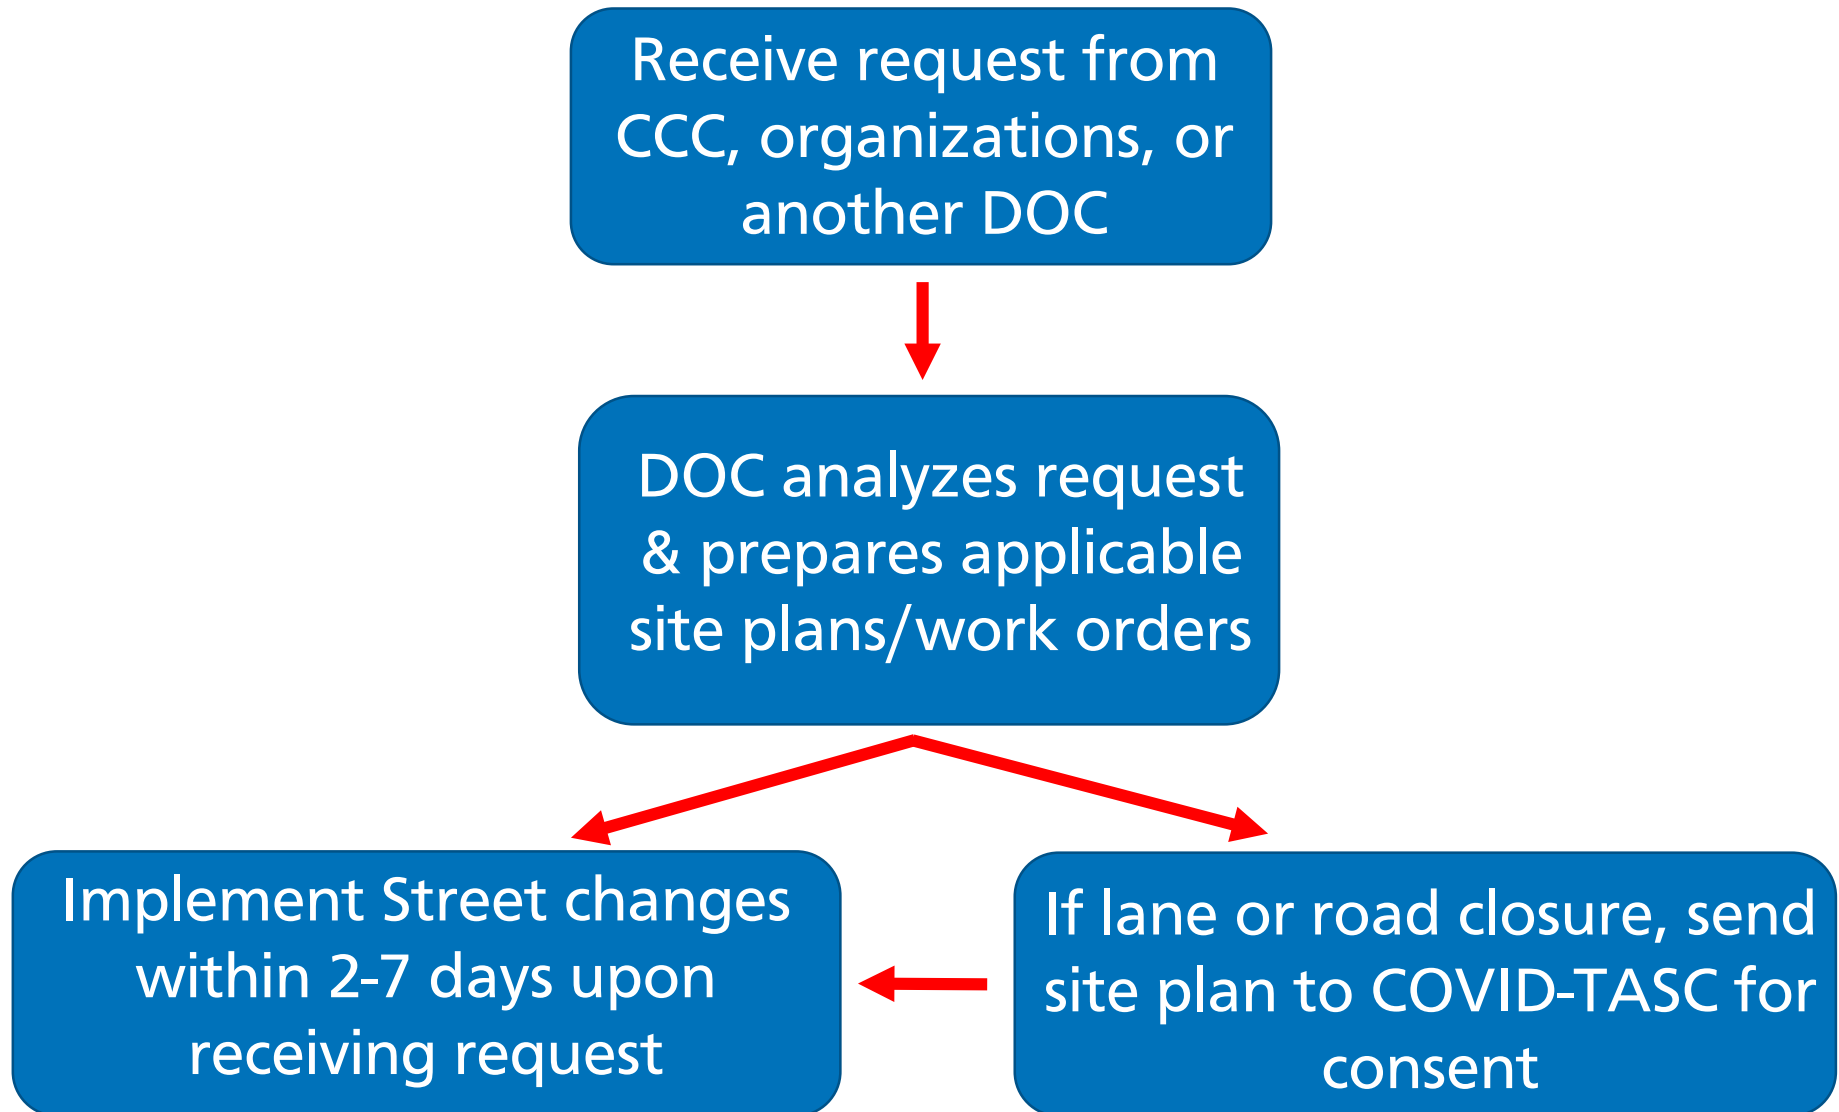 Receive request from
CCC, organizations, or
another DOC
DOC analyzes request
& prepares applicable
site plans/work orders
Implement Street changes
within 2-7 days upon
receiving request
If lane or road closure, send
site plan to COVID-TASC for
consent